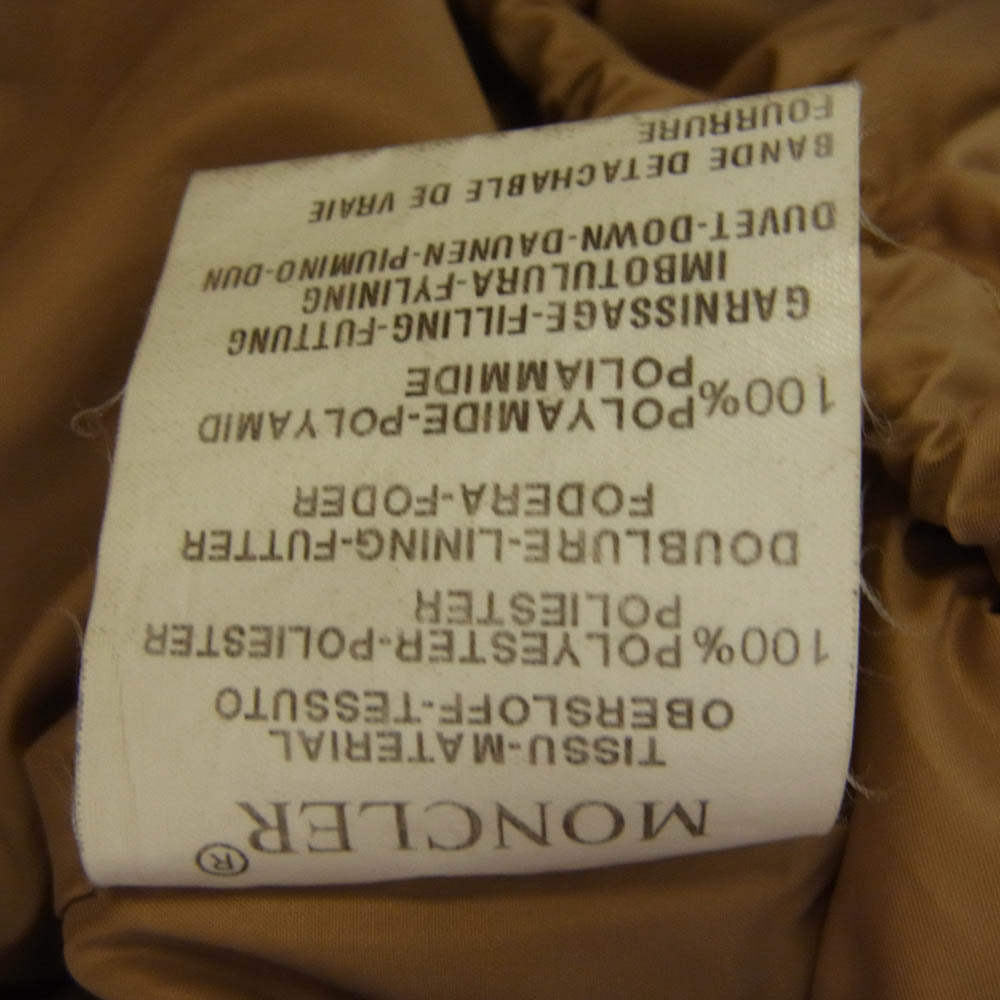 MONCLER®
TISSU-MATERIAL
OBERSLOFF-TESSUTO
100% POLYESTER-POLIESTER
POLIESTER
DOUBLURE-LINING-FUTTER
FODERA-FODER
100% POLYAMIDE-POLYAMID
POLIAMMIDE
GARNISSAGE-FILLING-FUTTUNG
IMBOTULURA-FYLINING
DUVET-DOWN-DAUNEN-PIUMINO-DUN
BANDE DETACHABLE DE VRAIE
FOURRURE